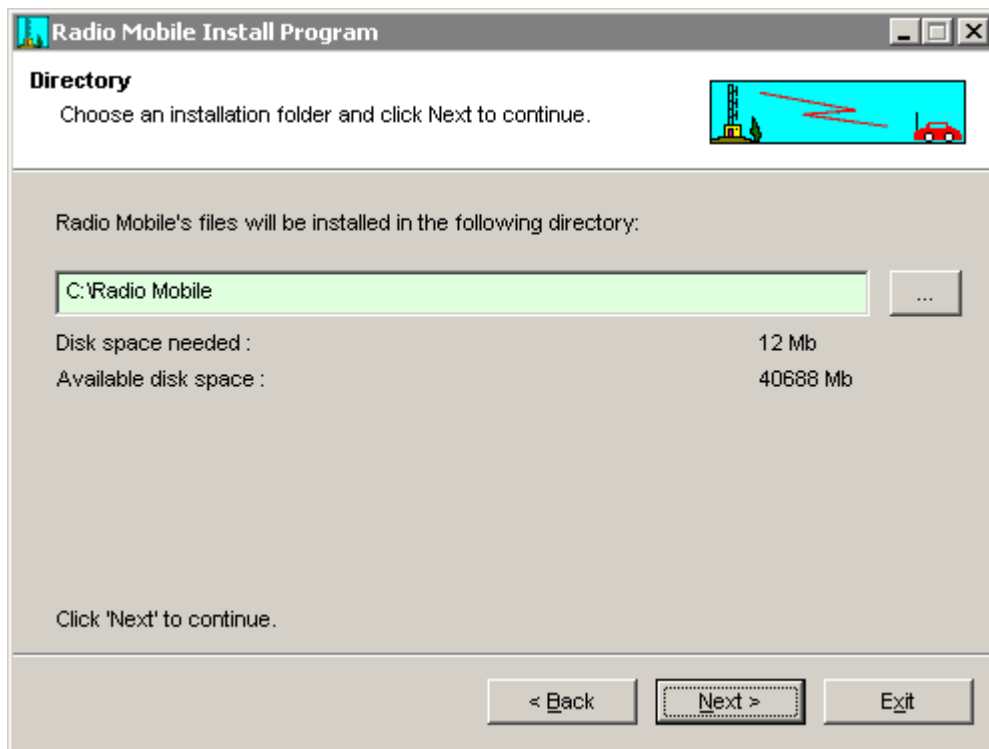 Radio Mobile Install Program
Directory
Choose an installation folder and click Next to continue.
Radio Mobile's files will be installed in the following directory:
C:\Radio Mobile
...
Disk space needed : 12 Mb
Available disk space : 40688 Mb
Click 'Next' to continue.
< Back Next > Exit